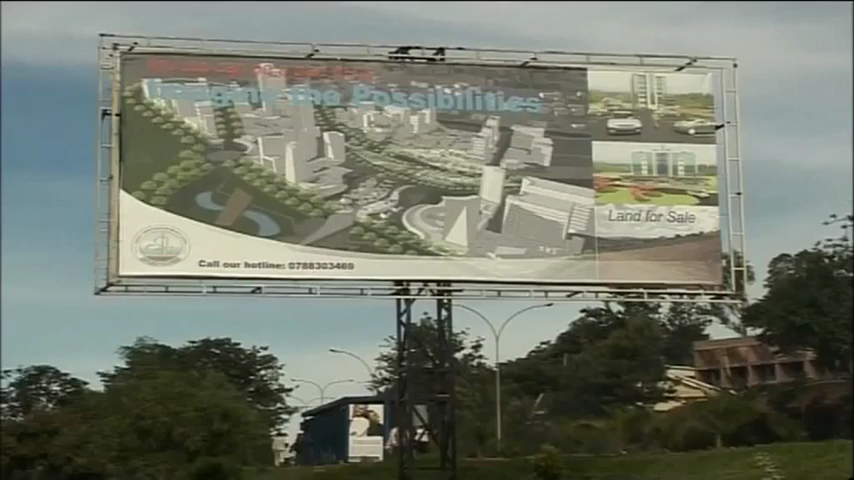 Imagine the Possibilities
Land for Sale
Call our hotline: 0788303469